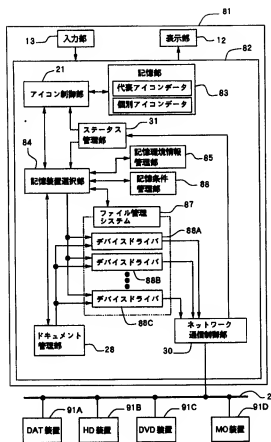 81
13
入力部
表示部
12
82
21
アイコン制御部
記憶部
代表アイコンデータ
個別アイコンデータ
83
31
ステータス
管理部
84
記憶装置選択部
記憶環境情報
管理部
85
記憶条件
管理部
86
87
ファイル管理
システム
88A
デバイスドライバ
デバイスドライバ
88B
デバイスドライバ
88C
ドキュメント
管理部
28
ネットワーク
通信制御部
30
2
91A
91B
91C
91D
DAT装置
HD装置
DVD装置
MO装置